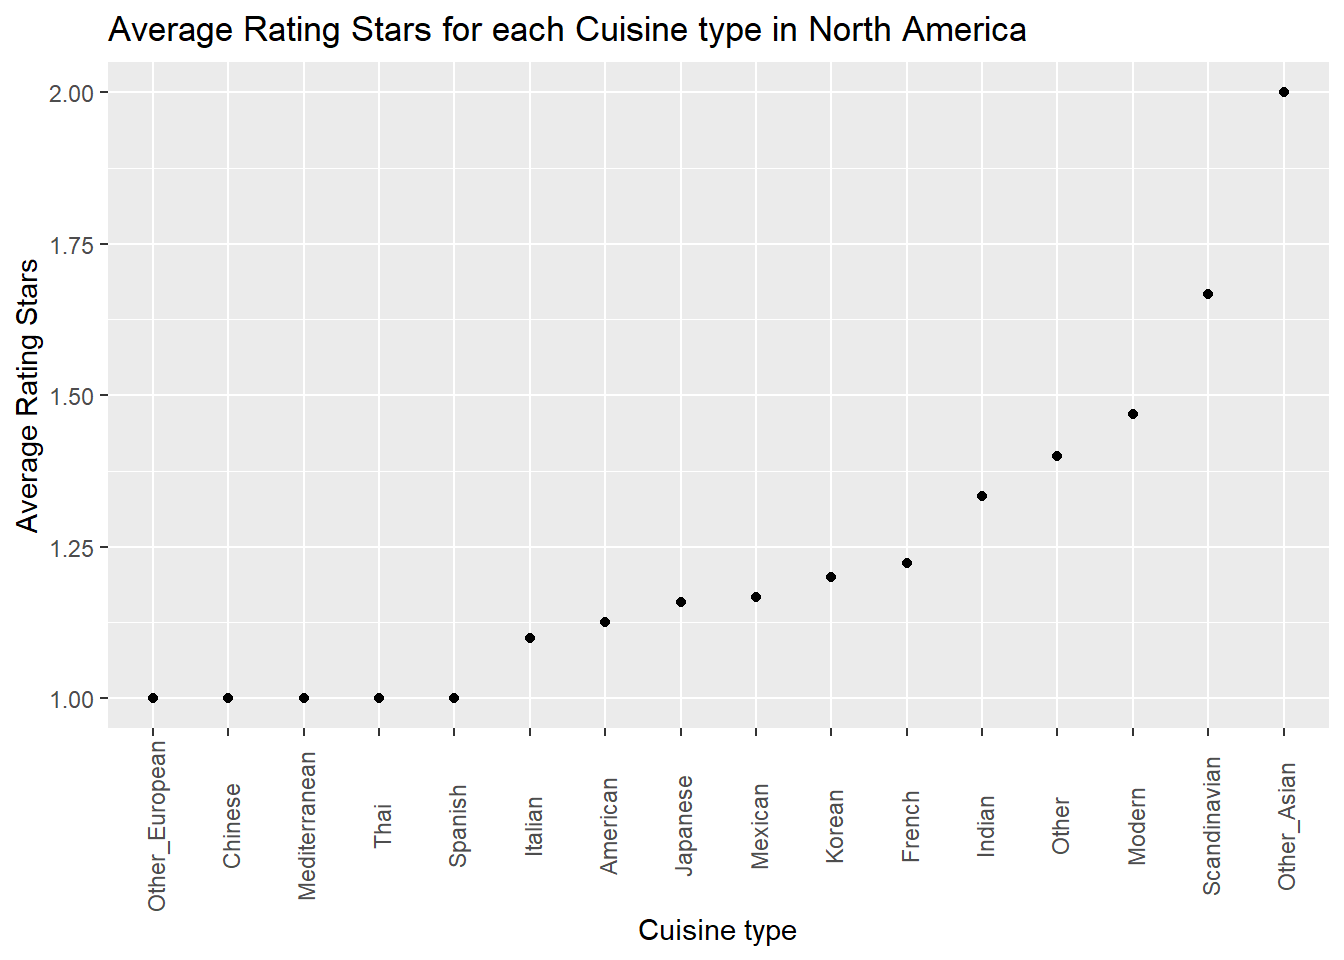 Average Rating Stars for each Cuisine type in North America
Average Rating Stars
2.00
1.75
1.50
1.25
1.00
Other_European
Chinese
Mediterranean
Thai
Spanish
Italian
American
Japanese
Mexican
Korean
French
Indian
Other
Modern
Scandinavian
Other_Asian
Cuisine type